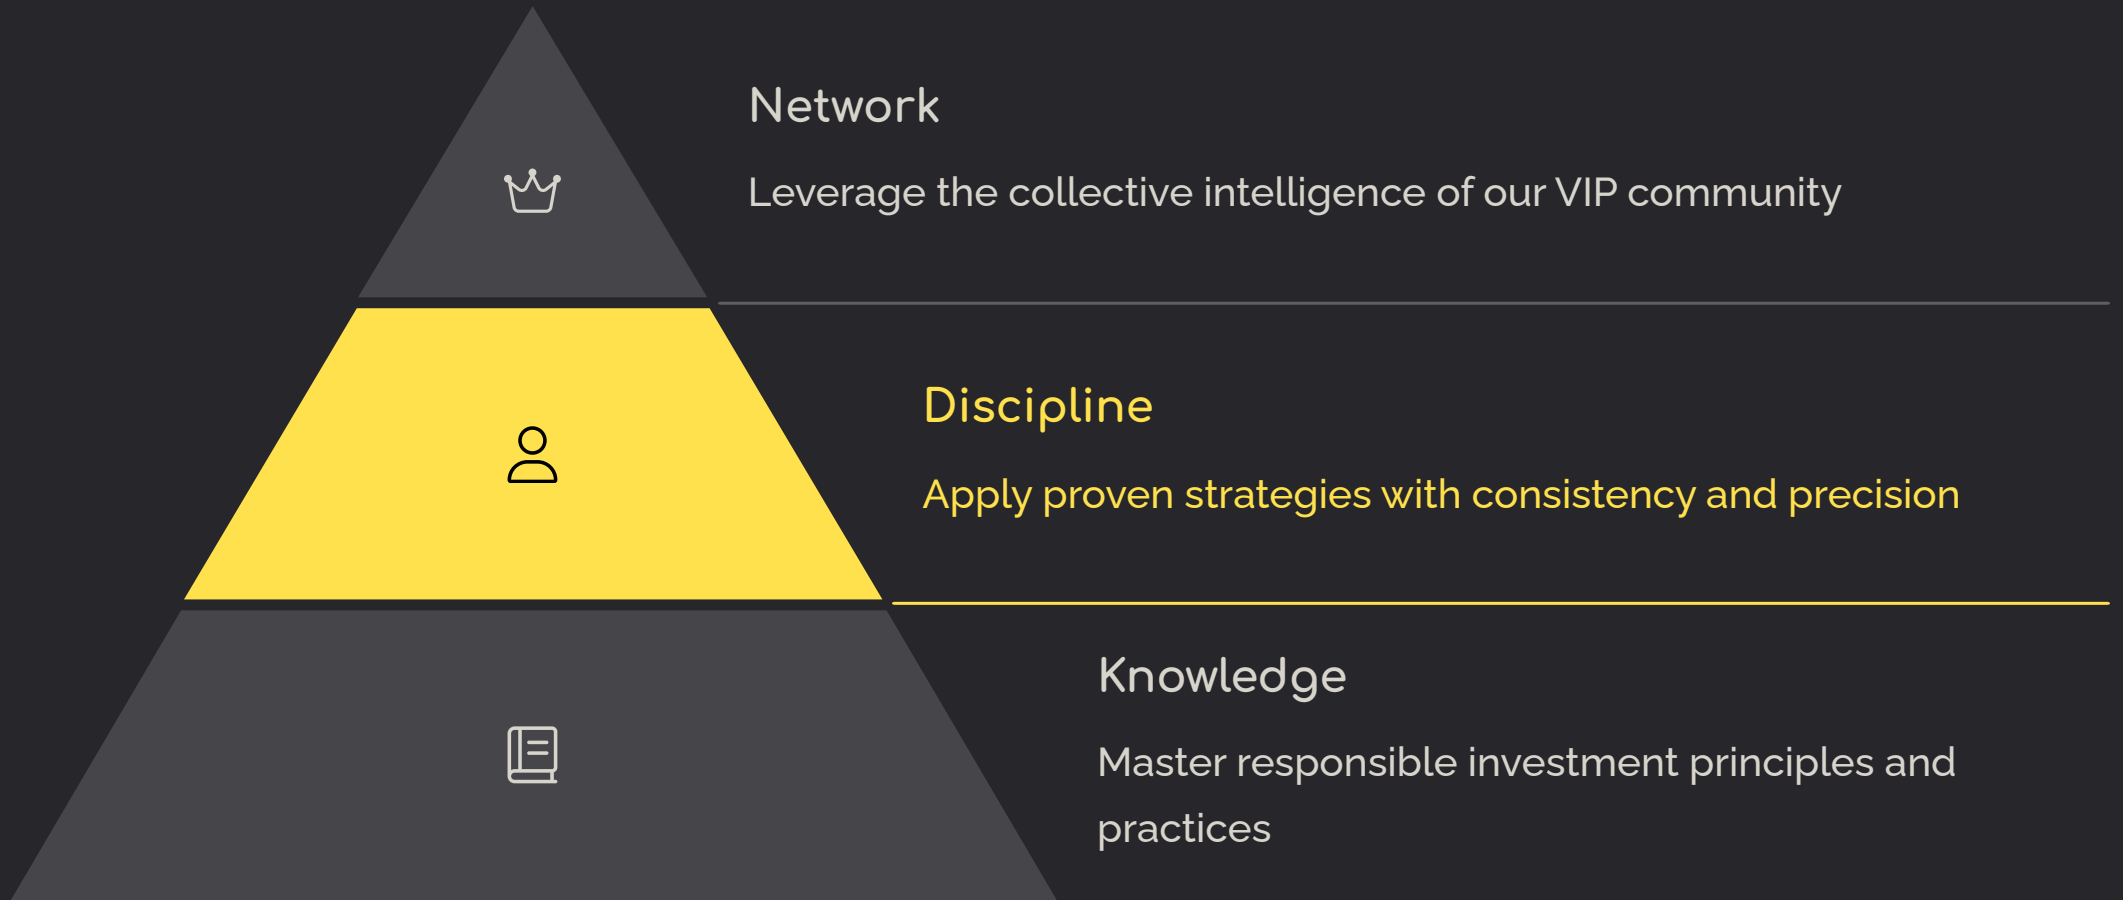 Network
Leverage the collective intelligence of our VIP community
Discipline
Apply proven strategies with consistency and precision
Knowledge
Master responsible investment principles and
practices